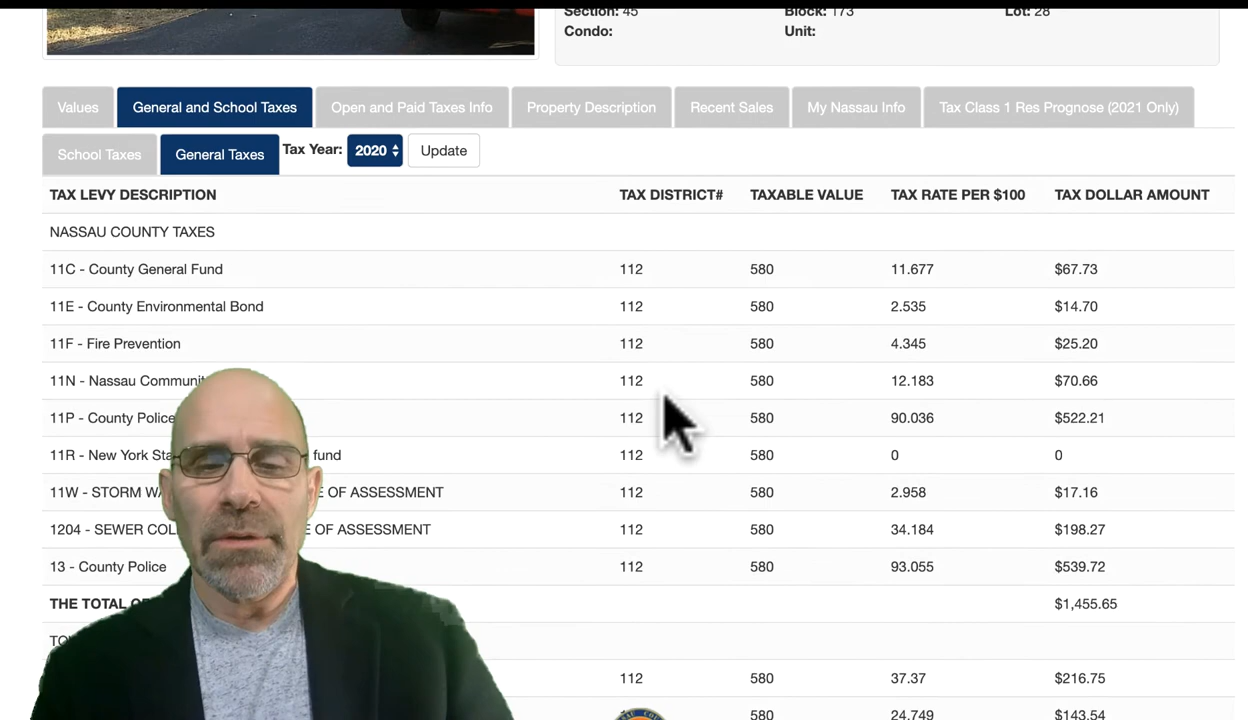 Section: 45 Block: 173 Lot: 28
Condo: Unit:
Values General and School Taxes Open and Paid Taxes Info Property Description Recent Sales My Nassau Info Tax Class 1 Res Prognose (2021 Only)
School Taxes General Taxes Tax Year: 2020 Update
TAX LEVY DESCRIPTION TAX DISTRICT# TAXABLE VALUE TAX RATE PER $100 TAX DOLLAR AMOUNT
NASSAU COUNTY TAXES
11C - County General Fund 112 580 11.677 $67.73
11E - County Environmental Bond 112 580 2.535 $14.70
11F - Fire Prevention 112 580 4.345 $25.20
11N - Nassau 112 580 12.183 $70.66
11P - County Police 112 580 90.036 $522.21
11R - New York fund 112 580 0 0
11W - STORM OF ASSESSMENT 112 580 2.958 $17.16
1204 - SEWER OF ASSESSMENT 112 580 34.184 $198.27
13 - County Police 112 580 93.055 $539.72
THE TOTAL $1,455.65
112 580 37.37 $216.75
580 24.749 $143.54